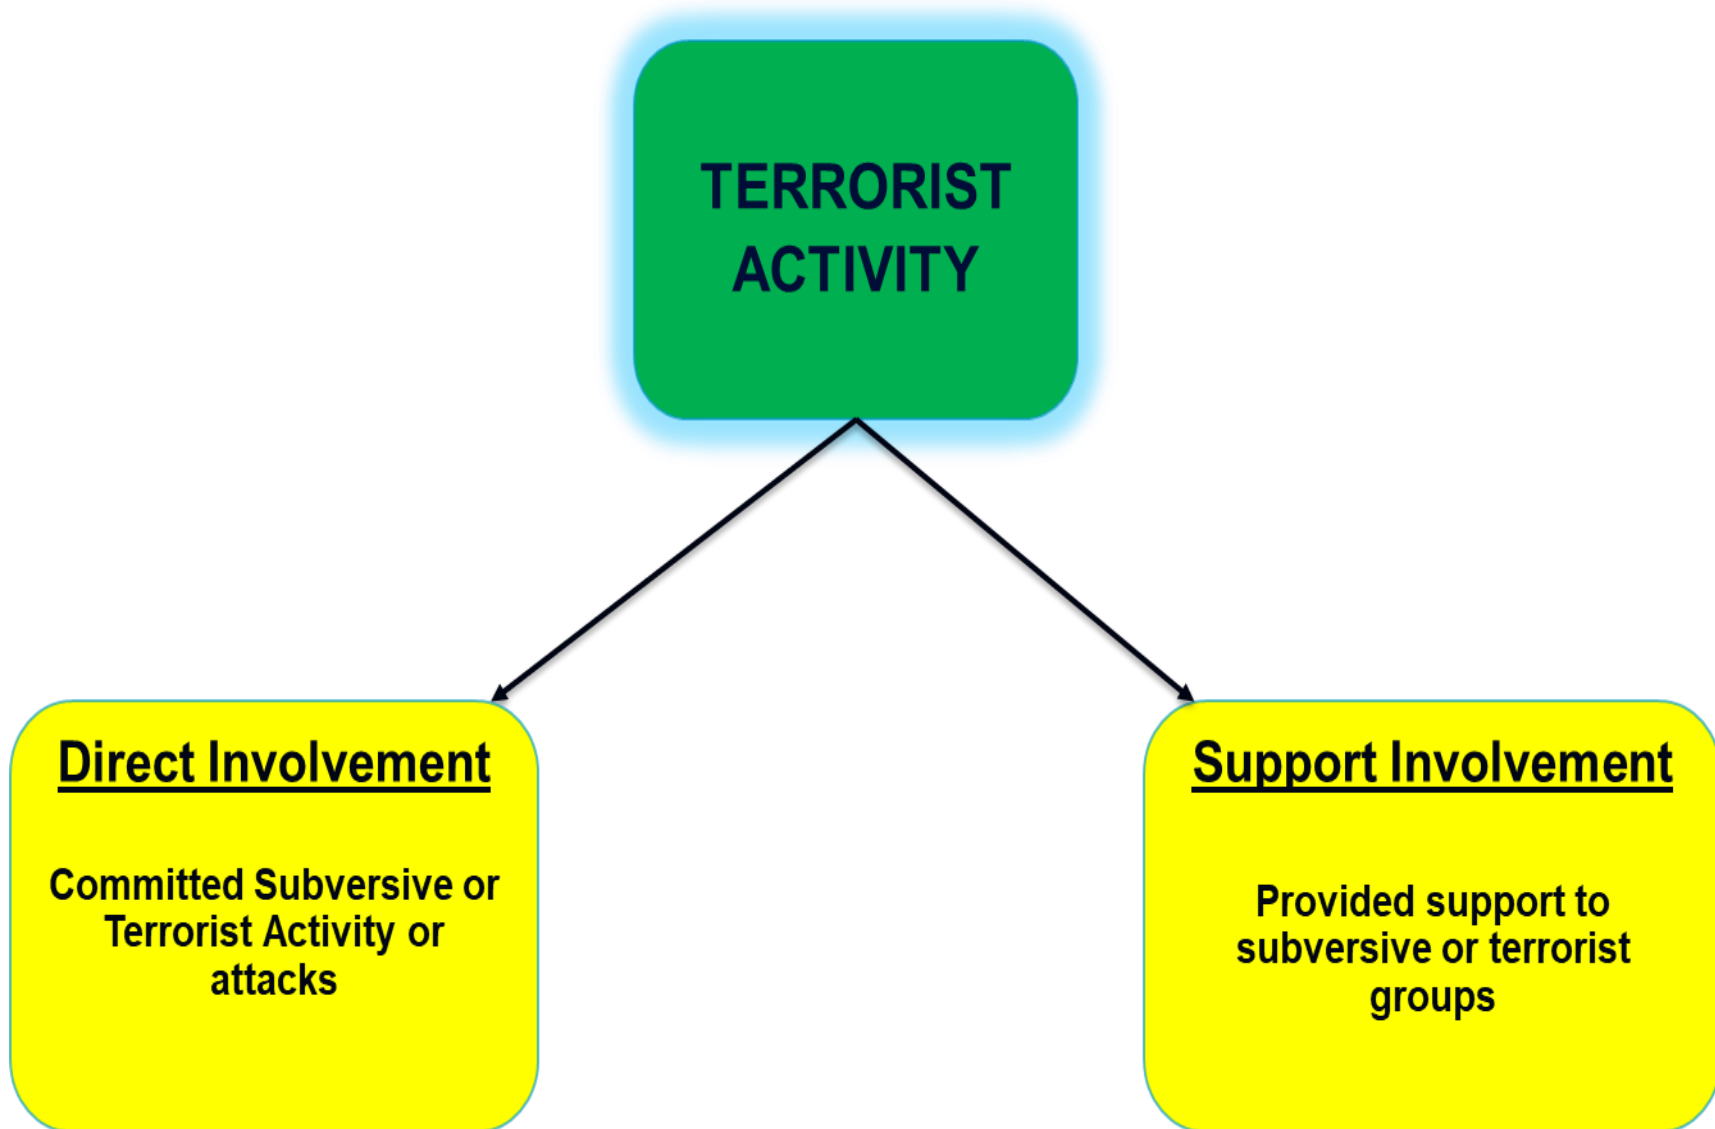 TERRORIST
ACTIVITY
Direct Involvement
Committed Subversive or
Terrorist Activity or
attacks
Support Involvement
Provided support to
subversive or terrorist
groups